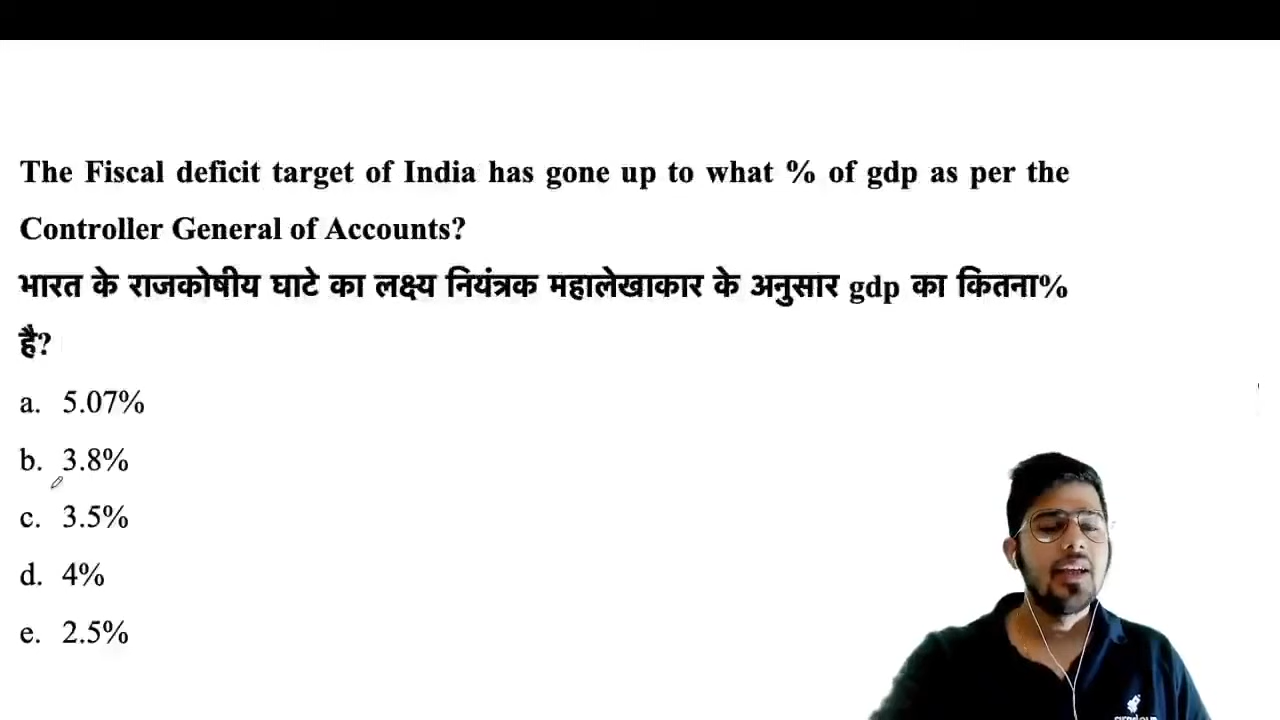 The Fiscal deficit target of India has gone up to what % of gdp as per the
Controller General of Accounts?
भारत के राजकोषीय घाटे का लक्ष्य नियंत्रक महालेखाकार के अनुसार gdp का कितना%
है?
a. 5.07%
b. 3.8%
c. 3.5%
d. 4%
e. 2.5%